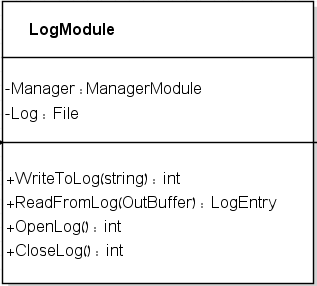 LogModule
-Manager : ManagerModule
-Log : File
+WriteToLog(string) : int
+ReadFromLog(OutBuffer) : LogEntry
+OpenLog() : int
+CloseLog() : int